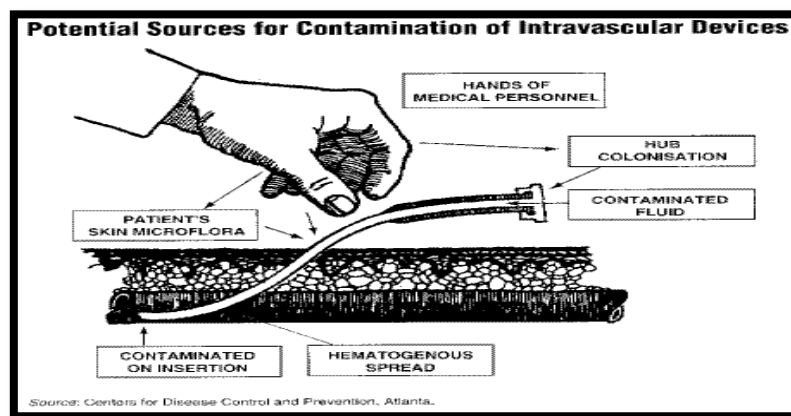 Potential Sources for Contamination of Intravascular Devices
HANDS OF
MEDICAL PERSONNEL
HUB
COLONISATION
CONTAMINATED
FLUID
PATIENT'S
SKIN MICROFLORA
CONTAMINATED
ON INSERTION
HEMATOGENOUS
SPREAD
Source: Centers for Disease Control and Prevention, Atlanta.